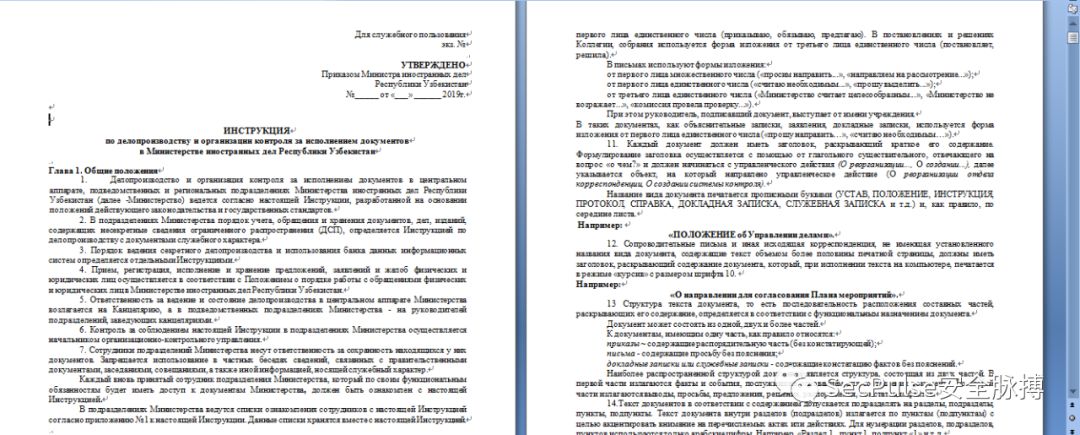 Для служебного пользования
экз. №
УТВЕРЖДЕНО
Приказом Министра иностранных дел
Республики Узбекистан
№______ от «___» ______ 2019г.
ИНСТРУКЦИЯ
по делопроизводству и организации контроля за исполнением документов
в Министерстве иностранных дел Республики Узбекистан
Глава 1. Общие положения
1. Делопроизводство и организация контроля за исполнением документов в центральном
аппарате, подведомственных и региональных подразделениях Министерства иностранных дел Республики
Узбекистан (далее -Министерство) ведется согласно настоящей Инструкции, разработанной на основании
положений действующего законодательства и государственных стандартов.
2. В подразделениях Министерства порядок учета, обращения и хранения документов, дел, изданий,
содержащих несекретные сведения ограниченного распространения (ДСП), определяется Инструкцией по
делопроизводству с документами служебного характера.
3. Порядок ведения секретного делопроизводства и использования банка данных информационных
систем определяется отдельными Инструкциями.
4. Прием, регистрация, исполнение и хранение предложений, заявлений и жалоб физических и
юридических лиц осуществляется в соответствии с Положением о порядке работы с обращениями физических
и юридических лиц в Министерстве иностранных дел Республики Узбекистан.
5. Ответственность за ведение и состояние делопроизводства в центральном аппарате Министерства
возлагается на Канцелярию, а в подведомственных подразделениях Министерства - на руководителей
подразделений, заведующих канцеляриями.
6. Контроль за соблюдением настоящей Инструкции в подразделениях Министерства осуществляется
начальником организационно-контрольного управления.
7. Сотрудники подразделений Министерства несут ответственность за сохранность находящихся у них
документов. Запрещается использование в частных беседах сведений, связанных с правительственными
документами, заседаниями, совещаниями, а также иной информацией, носящей служебный характер.
Каждый вновь принятый сотрудник подразделения Министерства, который по своим функциональным
обязанностям будет иметь доступ к документам Министерства, должен быть ознакомлен с настоящей
Инструкцией.
В подразделениях Министерства ведутся списки ознакомления сотрудников с настоящей Инструкцией
согласно приложению №1 к настоящей Инструкции. Данные списки хранятся вместе с настоящей Инструкцией
первого лица единственного числа (приказываю, обязываю, предлагаю). В постановлениях и решениях
Коллегии, собрания используется форма изложения от третьего лица единственного числа (постановляет,
решила).
В письмах используют формы изложения:
от первого лица множественного числа («просим направить...», «направляем на рассмотрение...»);
от первого лица единственного числа («считаю необходимым...», «прошу выделить...»);
от третьего лица единственного числа («Министерство считает целесообразным...», «Министерство не
возражает...», «комиссия провела проверку...»).
При этом руководитель, подписавший документ, выступает от имени учреждения.
В таких документах, как объяснительные записки, заявления, докладные записки, используется форма
изложения от первого лица единственного числа («прошу направить...», «считаю необходимым...»).
11. Каждый документ должен иметь заголовок, раскрывающий краткое его содержание.
Формулирование заголовка осуществляется с помощью отглагольного существительного, отвечающего на
вопрос «о чем?» и должен начинаться с управленческого действия (О реорганизации..., О создании...), далее
указывается объект, на который направлено управленческое действие (О реорганизации отдела
корреспонденции, О создании системы контроля).
Название вида документа печатается прописными буквами (УСТАВ, ПОЛОЖЕНИЕ, ИНСТРУКЦИЯ,
ПРОТОКОЛ, СПРАВКА, ДОКЛАДНАЯ ЗАПИСКА, СЛУЖЕБНАЯ ЗАПИСКА и т.д.) и, как правило, по
середине листа.
Например:
«ПОЛОЖЕНИЕ об Управлении делами».
12. Сопроводительные письма и иная исходящая корреспонденция, не имеющая установленного
названия вида документа, содержащие текст объемом более половины печатной страницы, должны иметь
заголовок, раскрывающий содержание документа, который, при исполнении текста на компьютере, печатается
в режиме «курсив» с размером шрифта 10.
Например:
«О направлении для согласования Плана мероприятий».
13 Структура текста документа, то есть последовательность расположения составных частей,
раскрывающих его содержание, определяется в соответствии с функциональным назначением документа.
Документ может состоять из одной, двух и более частей.
К документам, имеющим одну часть, как правило относятся:
приказы – содержащие распорядительную часть (без констатирующей);
письма - содержащие просьбу без пояснения;
докладные записки или служебные записки - содержащие констатацию фактов без пояснений.
Наиболее распространенной структурой является структура, состоящая из двух частей. В
первой части излагаются факты и события,
части излагаются выводы, просьбы, предложения,
14.Текст документа в соответствии с содержанием допускается подразделять на разделы, подразделы,
пункты, подпункты. Текст документа внутри разделов (подразделов) излагается по пунктам (подпунктам) с
целью акцентировать внимание на перечисляемых актах или действиях. Для нумерации разделов, подразделов,
SecPulse安全脉搏